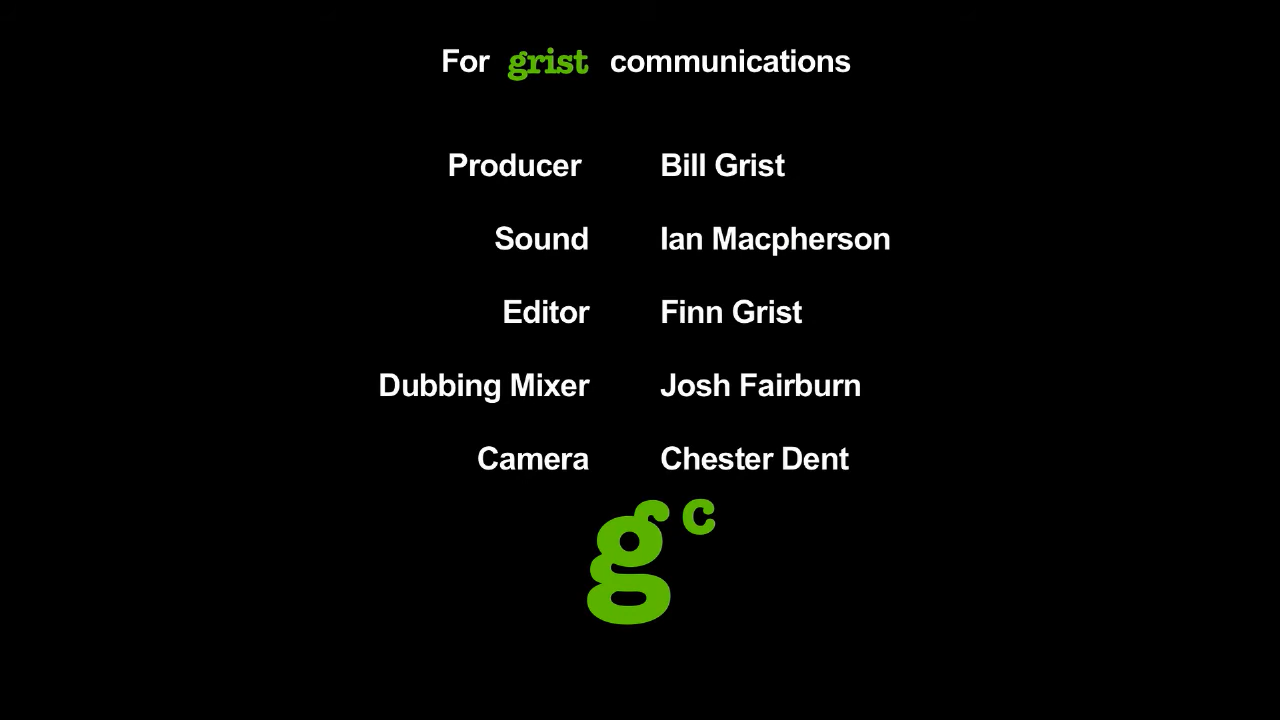 For grist communications
Producer Bill Grist
Sound Ian Macpherson
Editor Finn Grist
Dubbing Mixer Josh Fairburn
Camera Chester Dent
g c